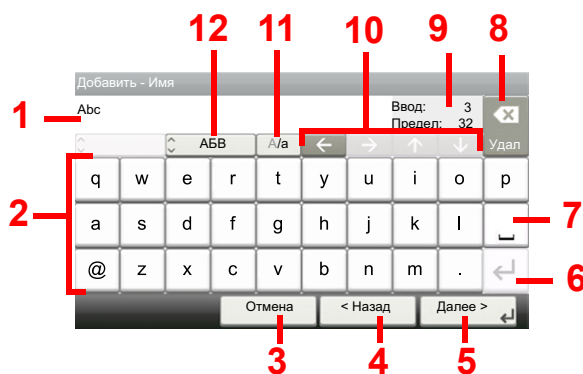 12 11 10 9 8
Добавить - Имя
1 Abc Ввод: 3
Предел: 32
АБВ A/a ← → ↑ ↓ Удал
q w e r t y u i o p
2 a s d f g h j k l ⎵ 7
@ z x c v b n m . ↵ 6
Отмена < Назад Далее > ↵
3 4 5